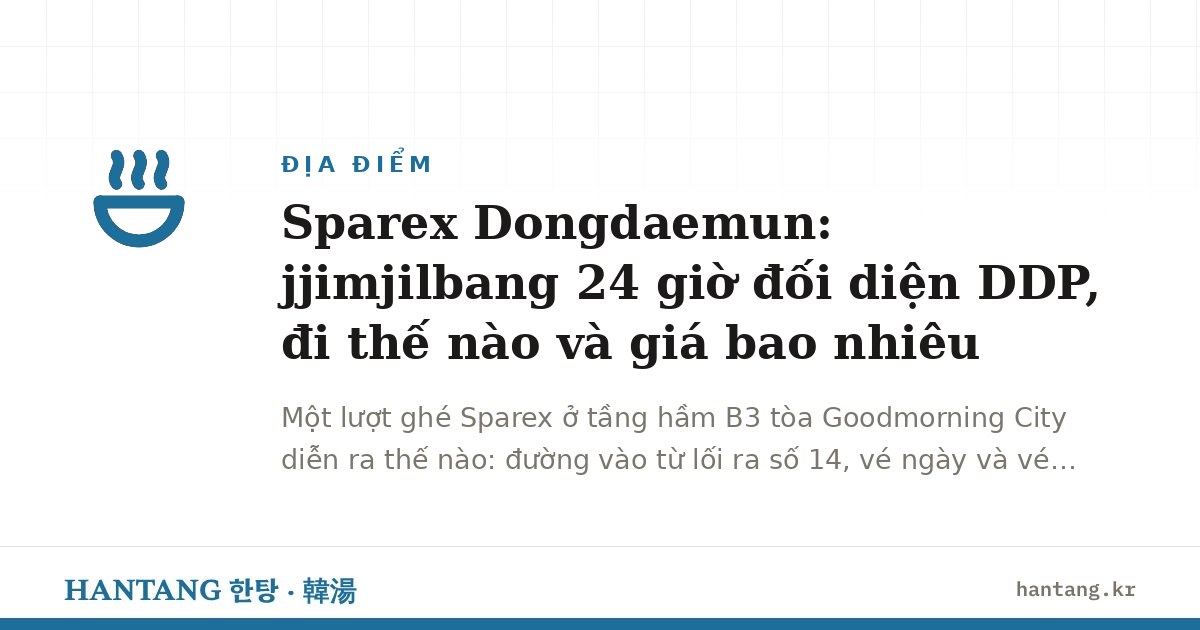 ĐỊA ĐIỂM
Sparex Dongdaemun:
jjimjilbang 24 giờ đối diện DDP,
đi thế nào và giá bao nhiêu
Một lượt ghé Sparex ở tầng hầm B3 tòa Goodmorning City
diễn ra thế nào: đường vào từ lối ra số 14, vé ngày và vé...
HANTANG 한탕 · 韓湯
hantang.kr